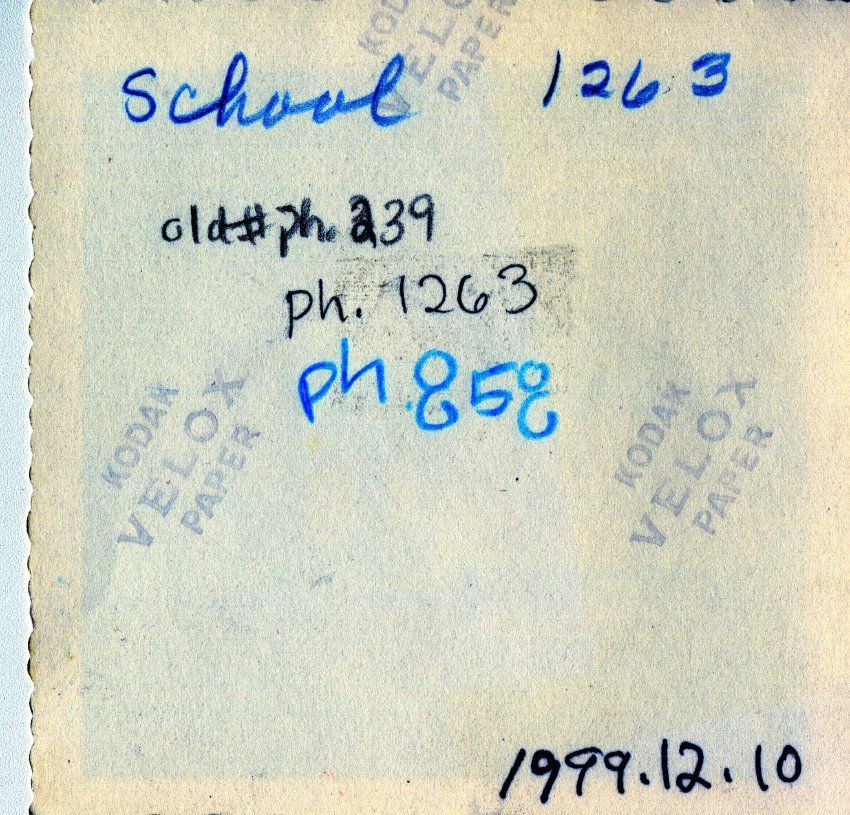 KODAK
VELOX
PAPER
School 1263
old# ph. 239
ph. 1263
ph. 858
KODAK
VELOX
PAPER
KODAK
VELOX
PAPER
1999.12.10